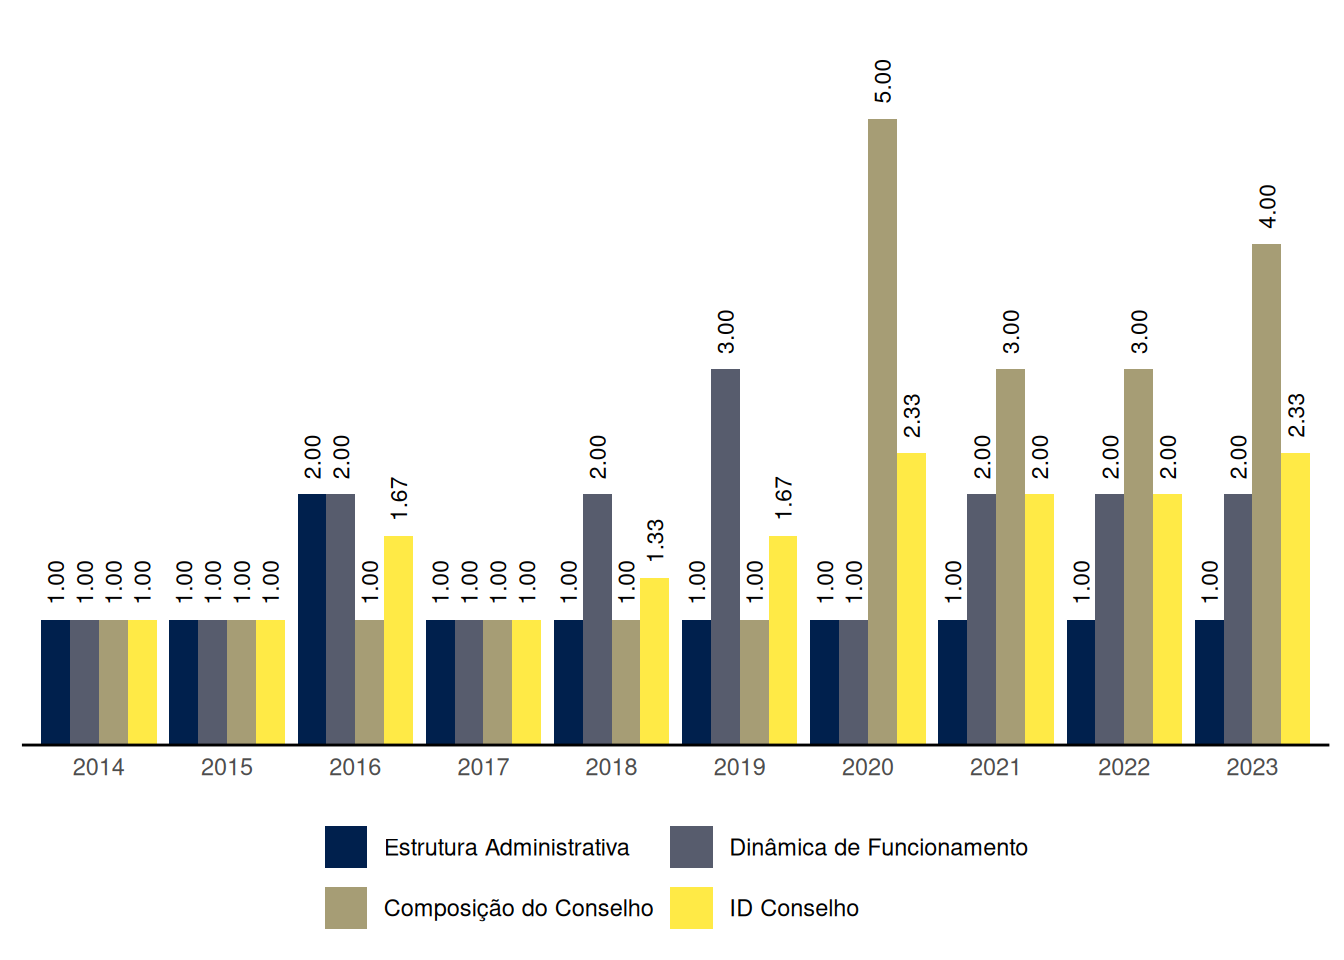 5.00
4.00
3.00 3.00 3.00
2.33 2.33
2.00 2.00 2.00 2.00 2.00 2.00 2.00 2.00
1.67 1.67
1.33
1.00 1.00 1.00 1.00 1.00 1.00 1.00 1.00 1.00 1.00 1.00 1.00 1.00 1.00 1.00 1.00 1.00 1.00 1.00 1.00 1.00 1.00
2014 2015 2016 2017 2018 2019 2020 2021 2022 2023
Estrutura Administrativa Dinâmica de Funcionamento
Composição do Conselho ID Conselho